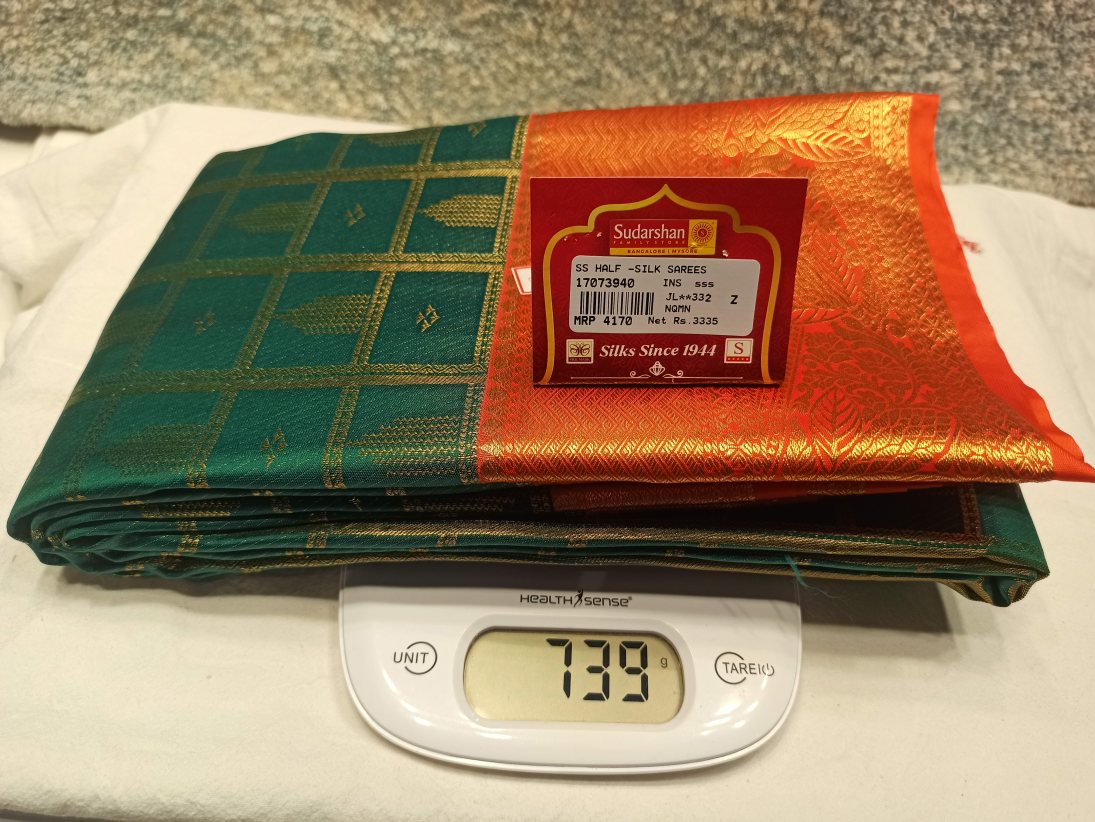 Sudarshan
FAMILY STORE
BANGALORE | MYSORE
SS HALF -SILK SAREES
17073940 INS sss
JL**332 Z
NQMN
MRP 4170 Net Rs.3335
Silks Since 1944 S
HEALTH SENSE®
UNIT 739 g TARE/⏻